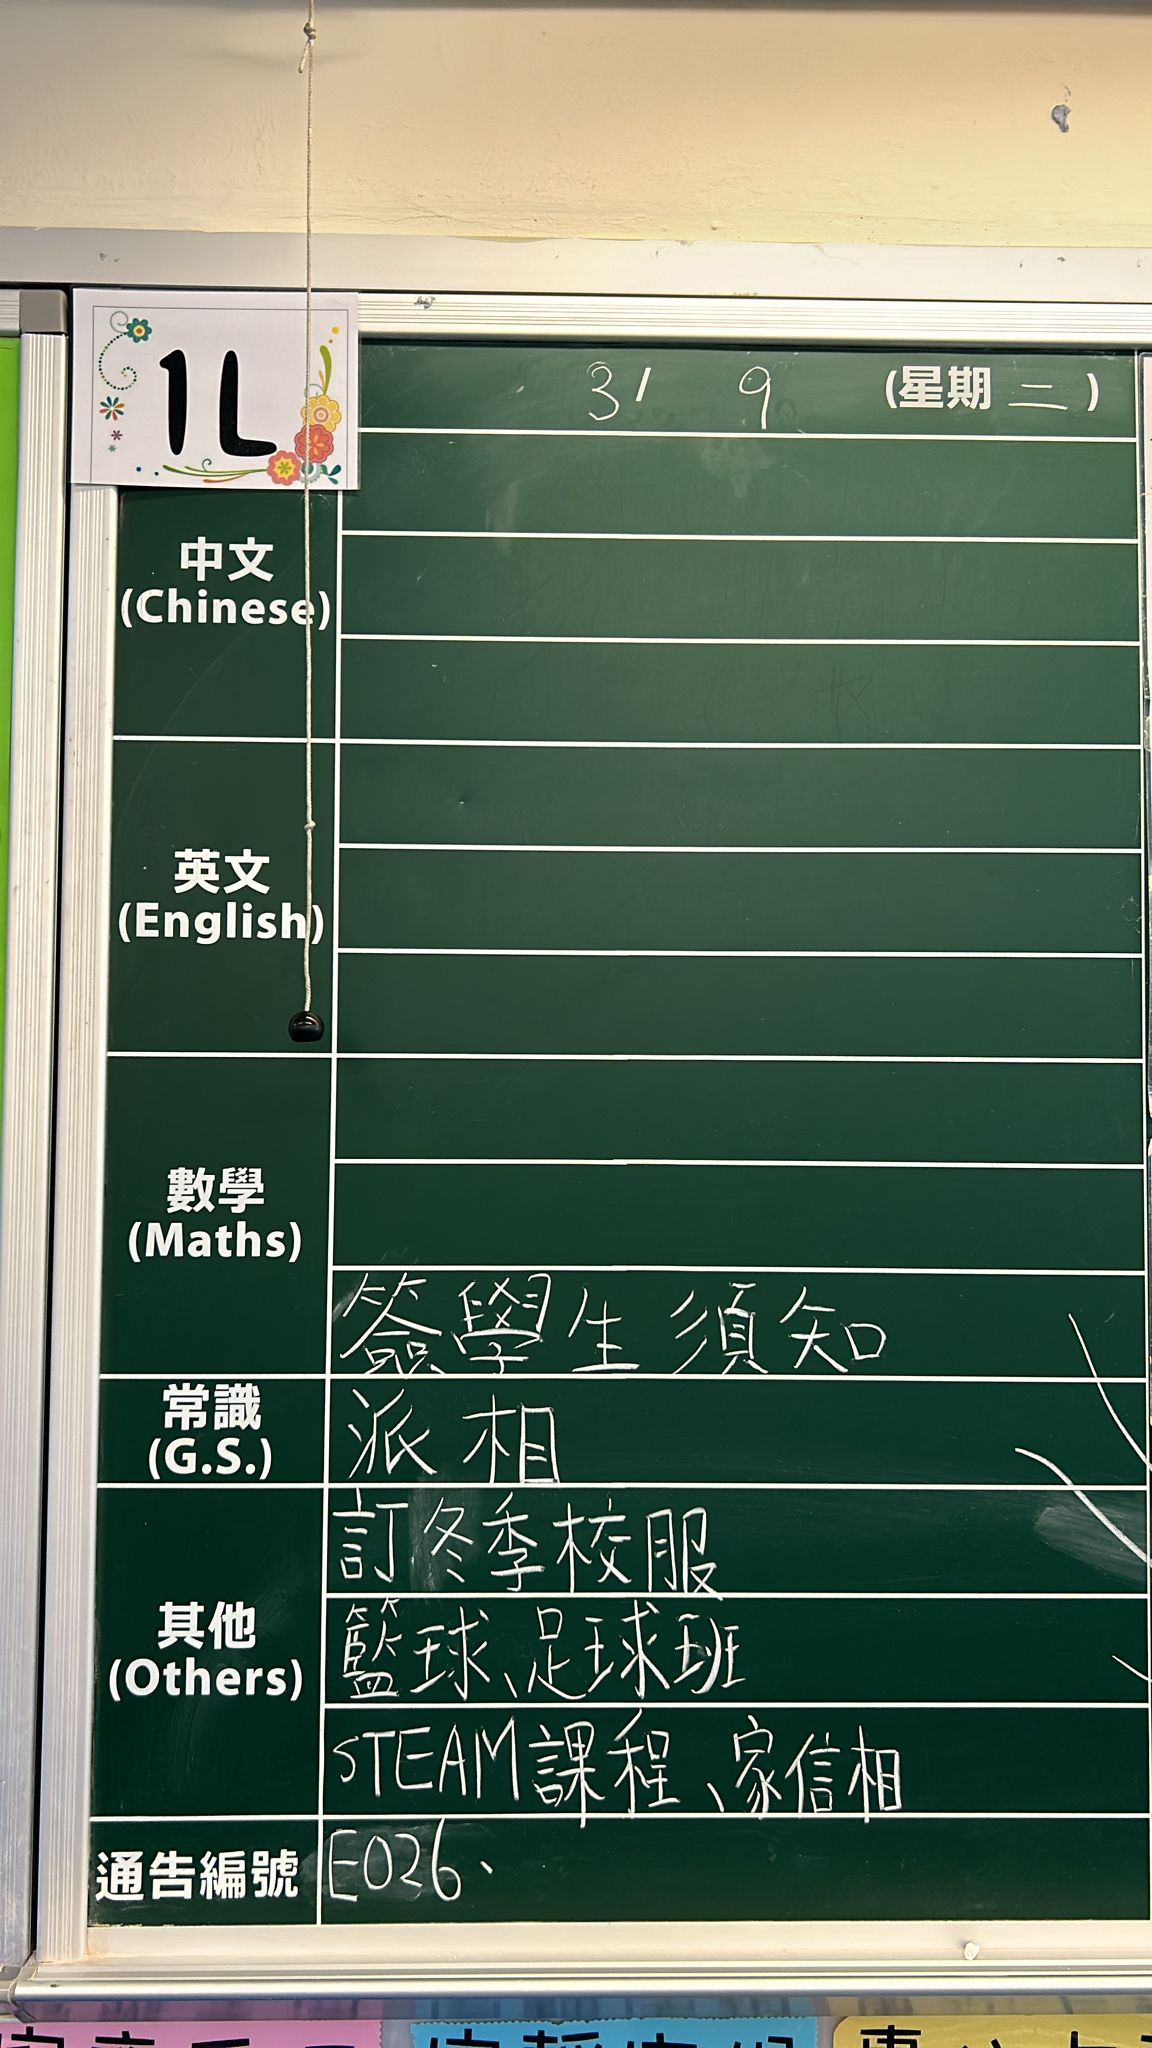 1L
3/ 9 (星期二)
中文
(Chinese)
英文
(English)
數學
(Maths)
簽學生須知
常識
(G.S.)
派相
訂冬季校服
其他
(Others)
籃球、足球班
STEAM課程、家信相
通告編號
E026、